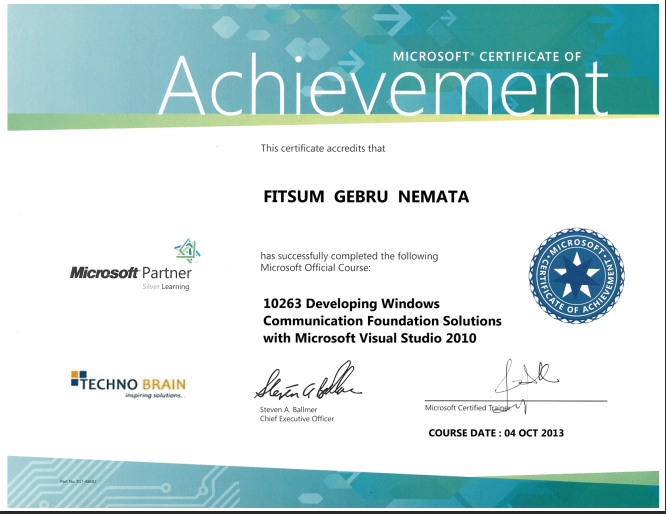 MICROSOFT® CERTIFICATE OF
Achievement
This certificate accredits that
FITSUM GEBRU NEMATA
has successfully completed the following
Microsoft Official Course:
10263 Developing Windows
Communication Foundation Solutions
with Microsoft Visual Studio 2010
Microsoft Partner
Silver Learning
MICROSOFT
CERTIFICATE OF ACHIEVEMENT
TECHNO BRAIN
inspiring solutions...
Steven A Ballmer
Steven A. Ballmer
Chief Executive Officer
Microsoft Certified Trainer
COURSE DATE : 04 OCT 2013
Part No.